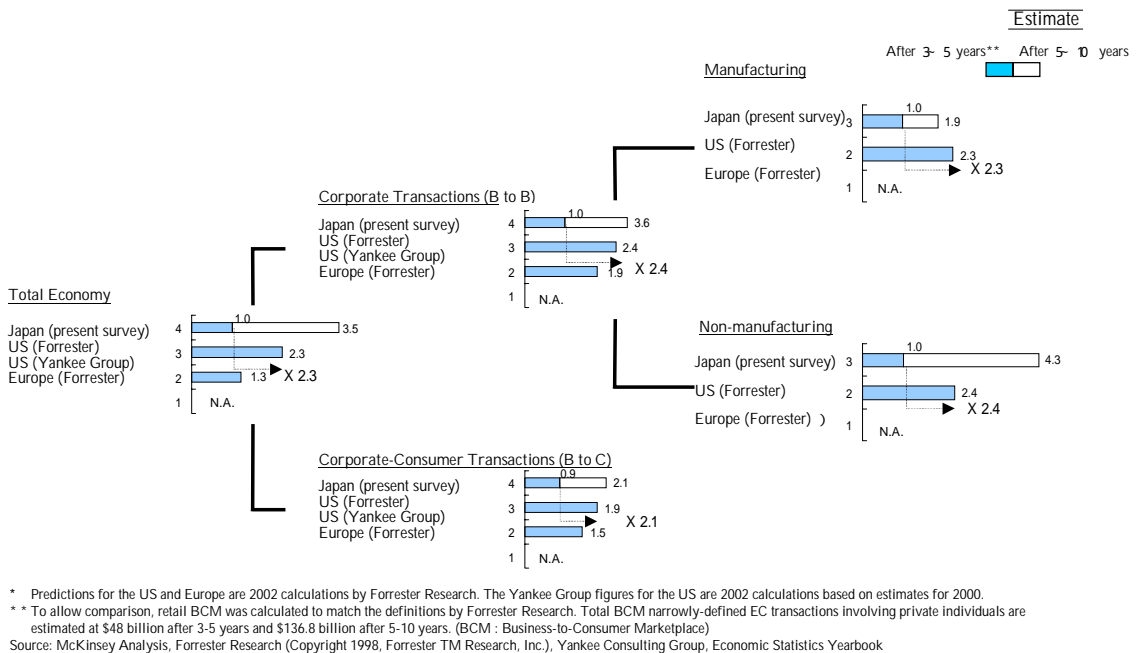 Estimate
After 3~ 5 years** After 5~ 10 years
Manufacturing
Japan (present survey)
US (Forrester)
Europe (Forrester)
3
2
1
1.0
1.9
2.3
X 2.3
N.A.
Corporate Transactions (B to B)
Japan (present survey)
US (Forrester)
US (Yankee Group)
Europe (Forrester)
4
3
2
1
1.0
3.6
2.4
1.9
X 2.4
N.A.
Total Economy
Japan (present survey)
US (Forrester)
US (Yankee Group)
Europe (Forrester)
4
3
2
1
1.0
3.5
2.3
1.3
X 2.3
N.A.
Non-manufacturing
Japan (present survey)
US (Forrester)
Europe (Forrester) )
3
2
1
1.0
4.3
2.4
X 2.4
N.A.
Corporate-Consumer Transactions (B to C)
Japan (present survey)
US (Forrester)
US (Yankee Group)
Europe (Forrester)
4
3
2
1
0.9
2.1
1.9
1.5
X 2.1
N.A.
* Predictions for the US and Europe are 2002 calculations by Forrester Research. The Yankee Group figures for the US are 2002 calculations based on estimates for 2000.
* * To allow comparison, retail BCM was calculated to match the definitions by Forrester Research. Total BCM narrowly-defined EC transactions involving private individuals are
estimated at $48 billion after 3-5 years and $136.8 billion after 5-10 years. (BCM : Business-to-Consumer Marketplace)
Source: McKinsey Analysis, Forrester Research (Copyright 1998, Forrester TM Research, Inc.), Yankee Consulting Group, Economic Statistics Yearbook